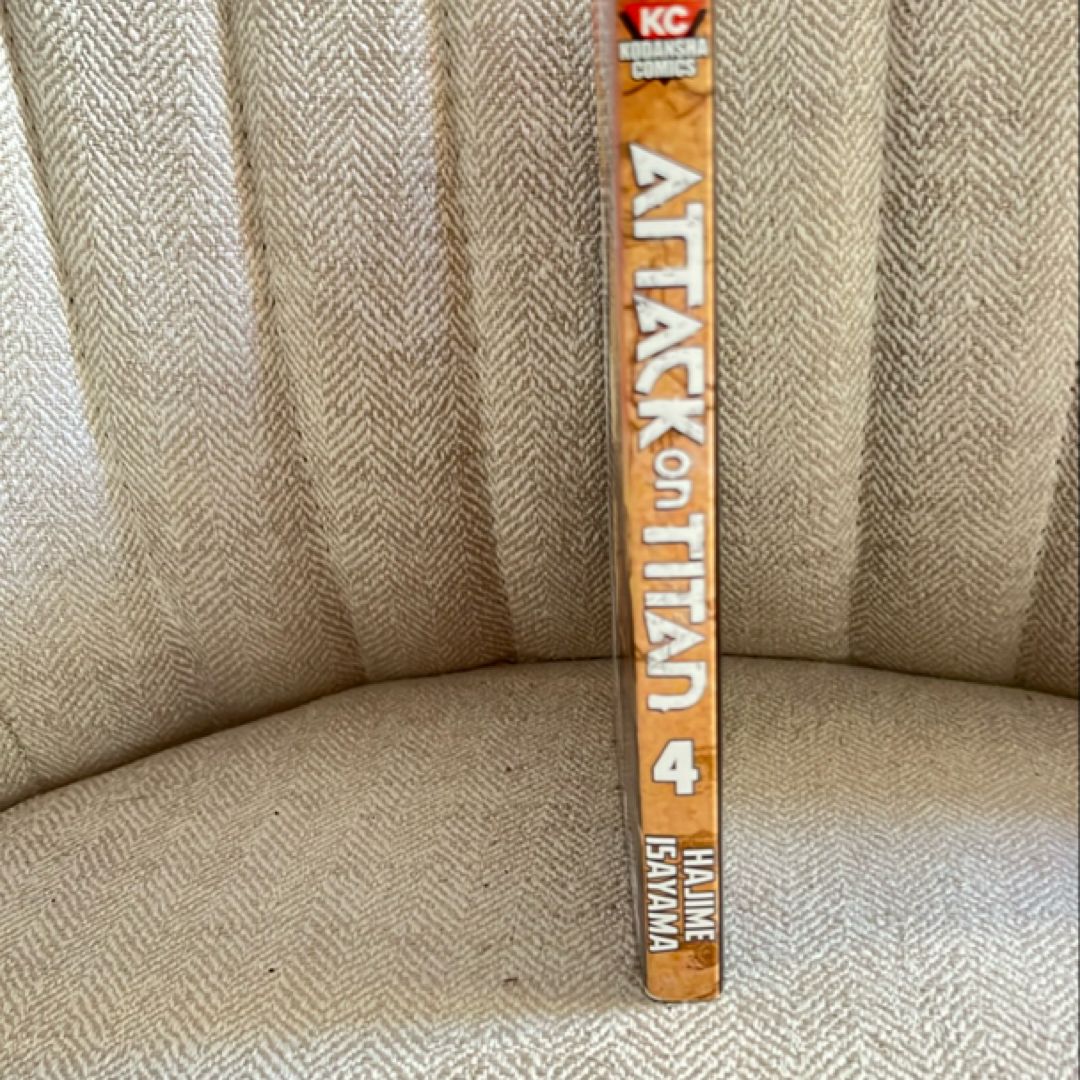 KC
KODANSHA
COMICS
ATTACK on TITAN
4
HAJIME
ISAYAMA